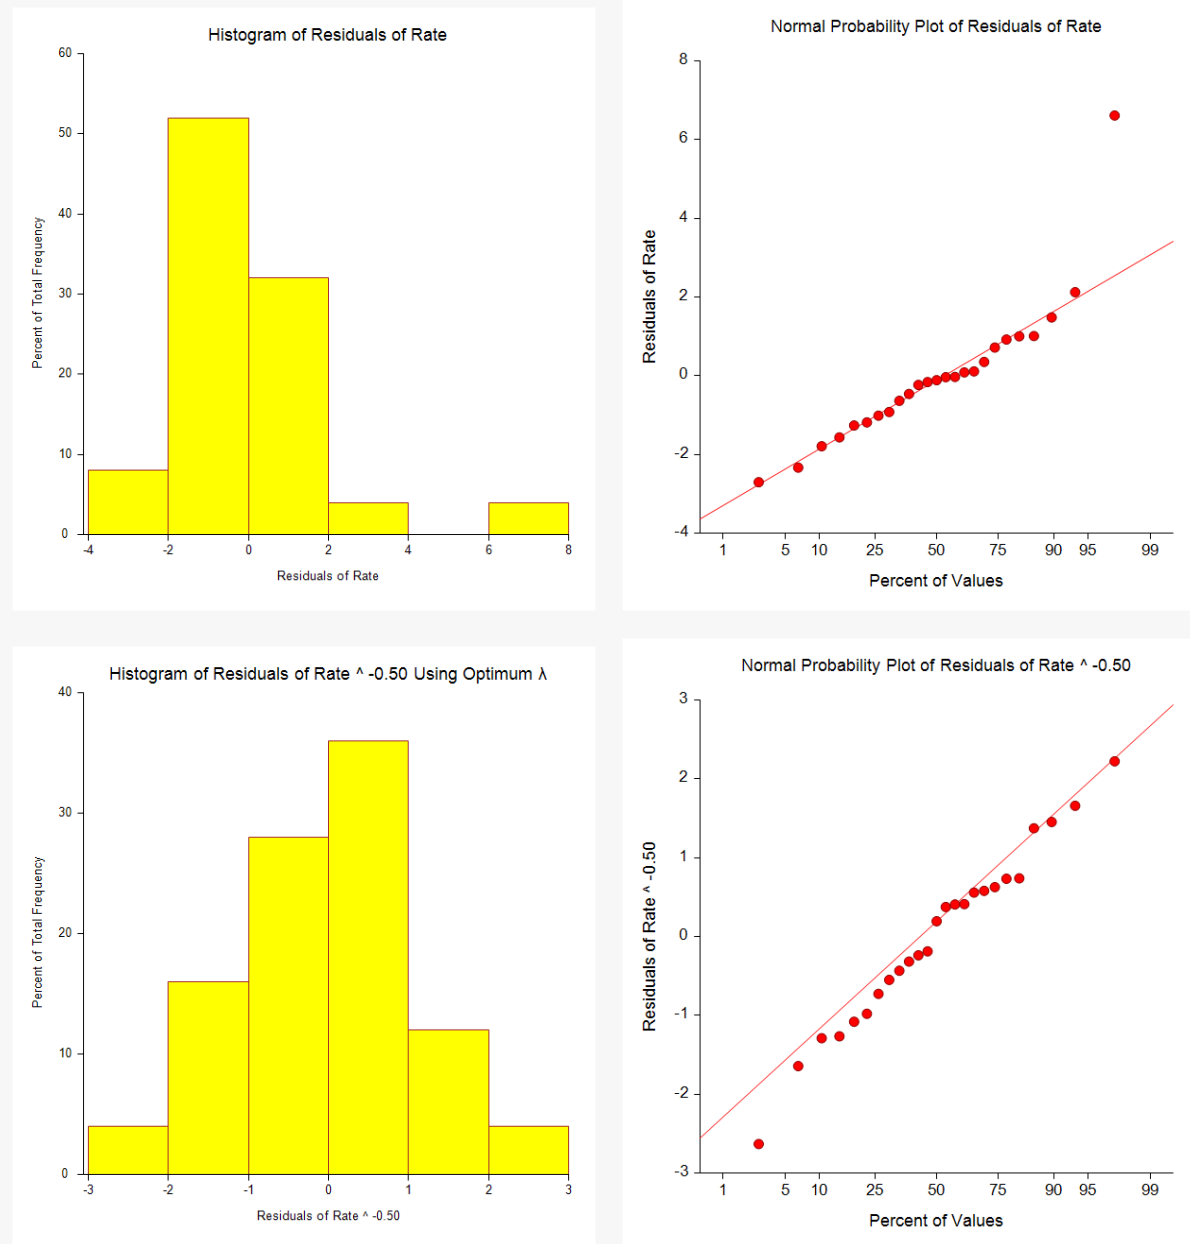 Histogram of Residuals of Rate
60
50
40
30
20
10
0
Percent of Total Frequency
-4 -2 0 2 4 6 8
Residuals of Rate
Normal Probability Plot of Residuals of Rate
8
6
4
2
0
-2
-4
Residuals of Rate
1 5 10 25 50 75 90 95 99
Percent of Values
Histogram of Residuals of Rate ^ -0.50 Using Optimum λ
40
30
20
10
0
Percent of Total Frequency
-3 -2 -1 0 1 2 3
Residuals of Rate ^ -0.50
Normal Probability Plot of Residuals of Rate ^ -0.50
3
2
1
0
-1
-2
-3
Residuals of Rate ^ -0.50
1 5 10 25 50 75 90 95 99
Percent of Values